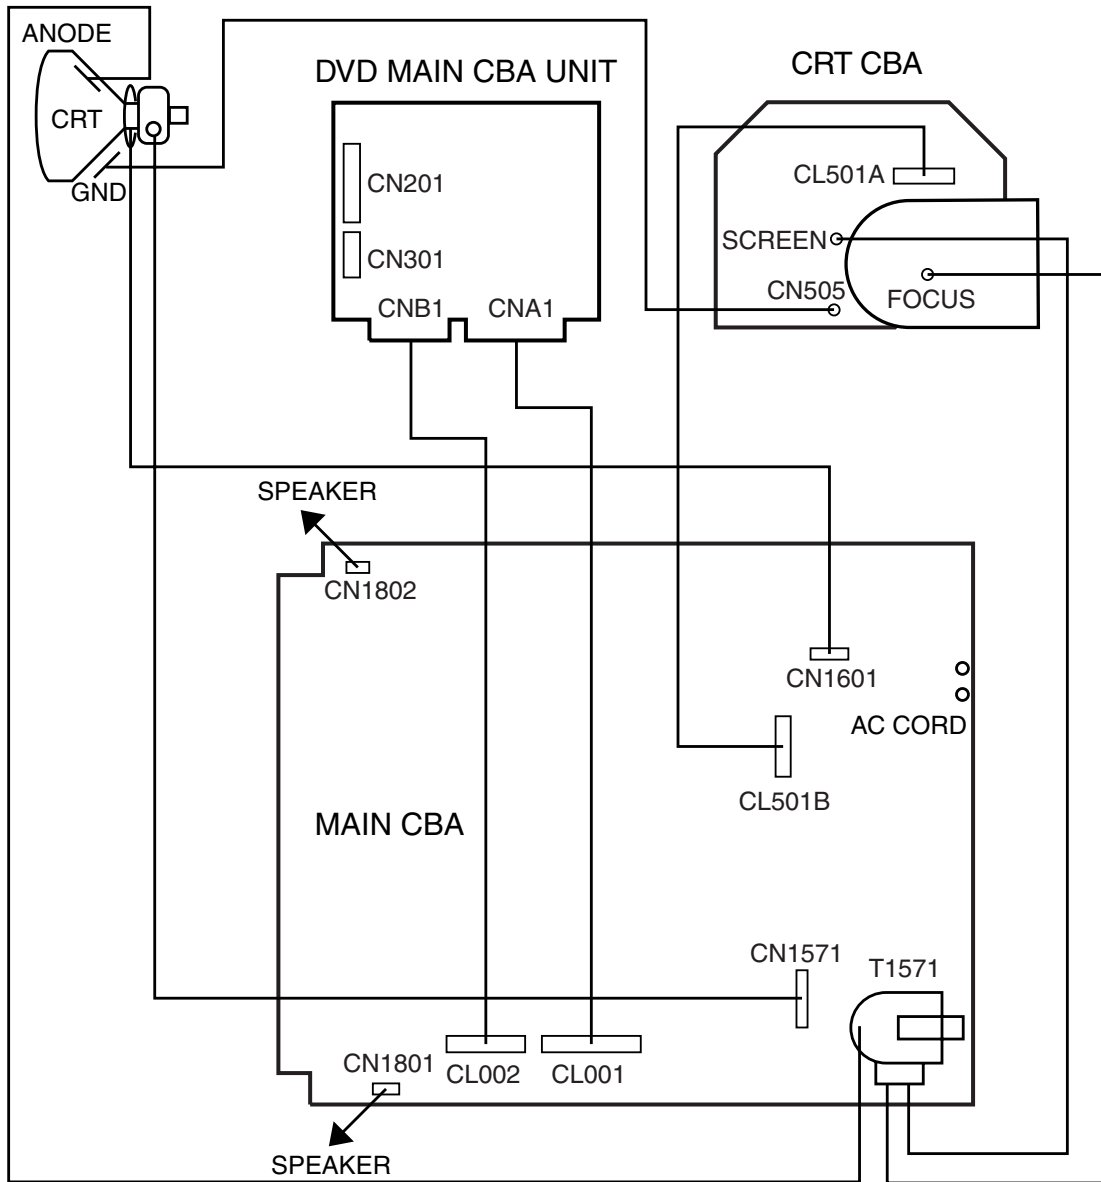 ANODE
CRT
GND
DVD MAIN CBA UNIT
CN201
CN301
CNB1
CNA1
CRT CBA
CL501A
SCREEN
CN505
FOCUS
SPEAKER
CN1802
CN1601
AC CORD
CL501B
MAIN CBA
CN1571
T1571
CN1801
CL002
CL001
SPEAKER